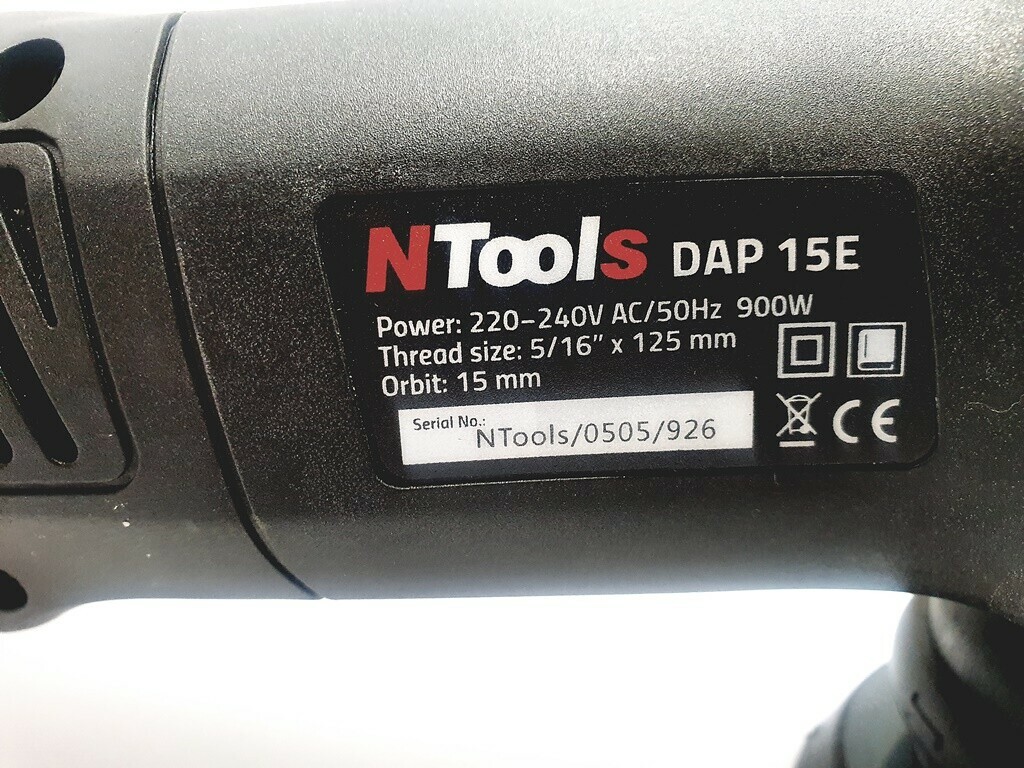 NTools DAP 15E
Power: 220-240V AC/50Hz 900W
Thread size: 5/16" x 125 mm
Orbit: 15 mm
Serial No.: NTools/0505/926
CE